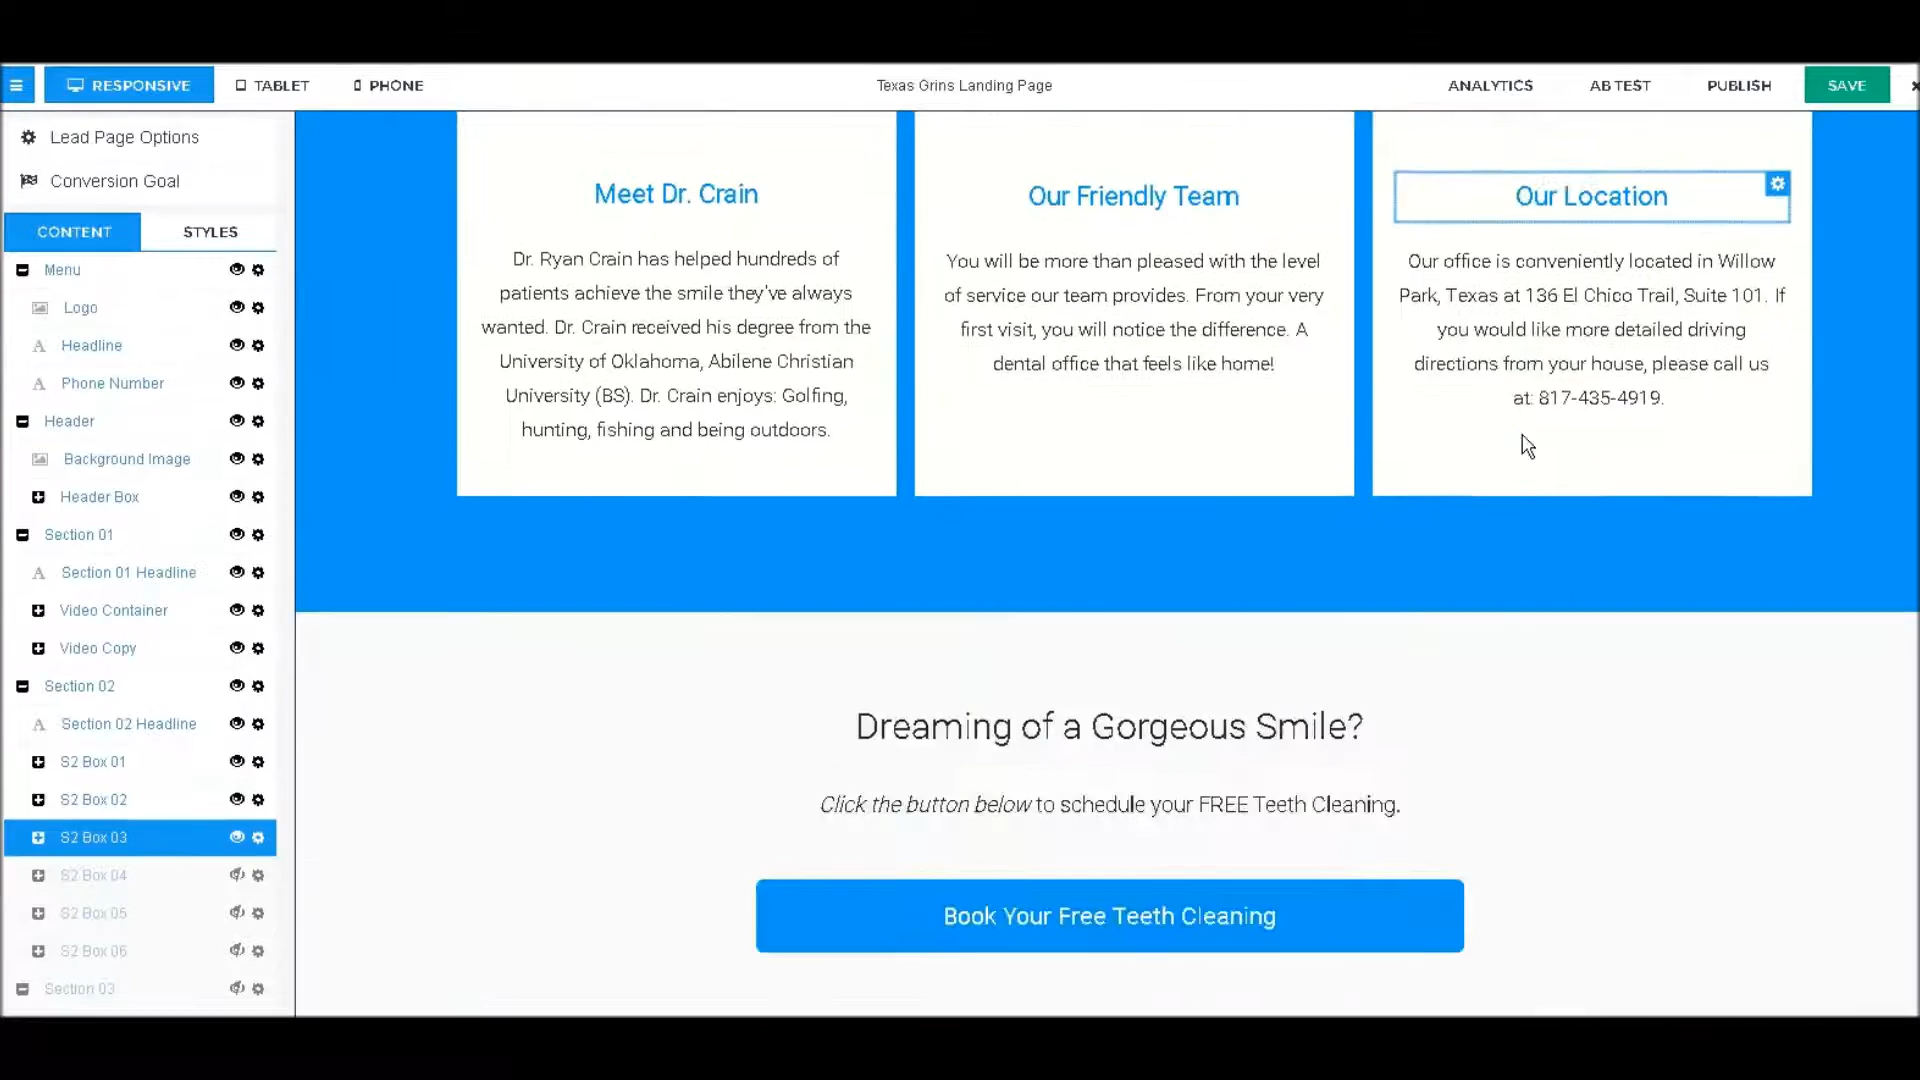 RESPONSIVE
TABLET
PHONE
Texas Grins Landing Page
ANALYTICS
AB TEST
PUBLISH
SAVE
Lead Page Options
Conversion Goal
CONTENT
STYLES
Menu
Logo
Headline
Phone Number
Header
Background Image
Header Box
Section 01
Section 01 Headline
Video Container
Video Copy
Section 02
Section 02 Headline
S2 Box 01
S2 Box 02
S2 Box 03
S2 Box 04
S2 Box 05
S2 Box 06
Section 03
Meet Dr. Crain
Dr. Ryan Crain has helped hundreds of
patients achieve the smile they've always
wanted. Dr. Crain received his degree from the
University of Oklahoma, Abilene Christian
University (BS). Dr. Crain enjoys: Golfing,
hunting, fishing and being outdoors.
Our Friendly Team
You will be more than pleased with the level
of service our team provides. From your very
first visit, you will notice the difference. A
dental office that feels like home!
Our Location
Our office is conveniently located in Willow
Park, Texas at 136 El Chico Trail, Suite 101. If
you would like more detailed driving
directions from your house, please call us
at: 817-435-4919.
Dreaming of a Gorgeous Smile?
Click the button below to schedule your FREE Teeth Cleaning.
Book Your Free Teeth Cleaning